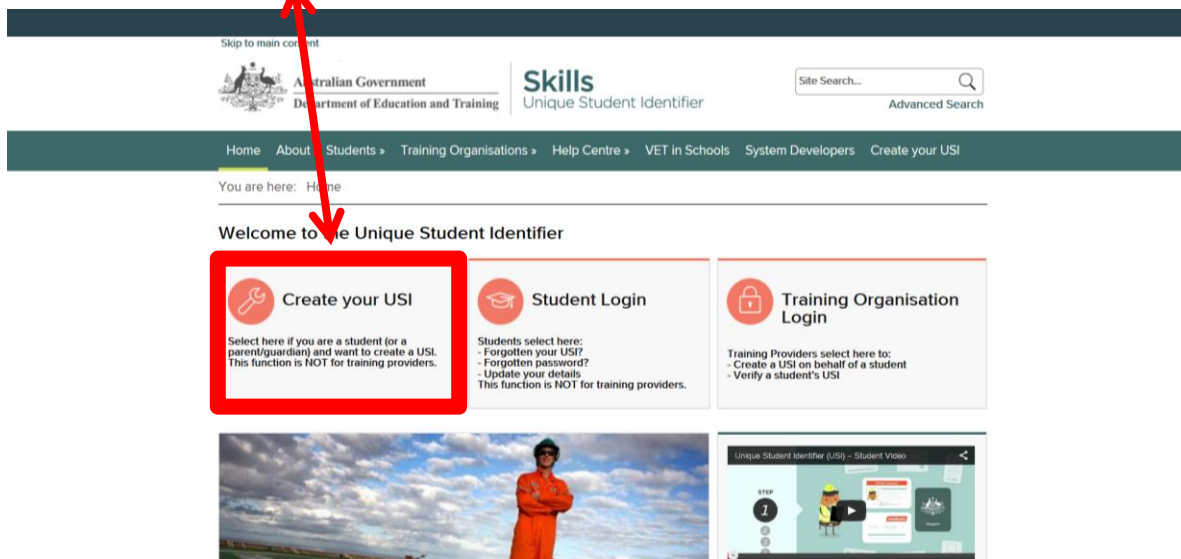 Skip to main content
Australian Government
Department of Education and Training
Skills
Unique Student Identifier
Site Search...
Advanced Search
Home About Students » Training Organisations » Help Centre » VET in Schools System Developers Create your USI
You are here: Home
Welcome to the Unique Student Identifier
Create your USI
Select here if you are a student (or a
parent/guardian) and want to create a USI.
This function is NOT for training providers.
Student Login
Students select here:
- Forgotten your USI?
- Forgotten password?
- Update your details
This function is NOT for training providers.
Training Organisation
Login
Training Providers select here to:
- Create a USI on behalf of a student
- Verify a student's USI
Unique Student Identifier (USI) – Student Video
STEP
1
2
3